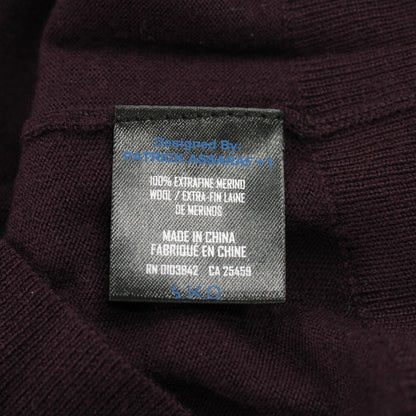 Designed By:
PATRICK ASSARAF + 1
100% EXTRAFINE MERINO
WOOL / EXTRA-FIN LAINE
DE MERINOS
MADE IN CHINA
FABRIQUÉ EN CHINE
RN 0103942 CA 25459